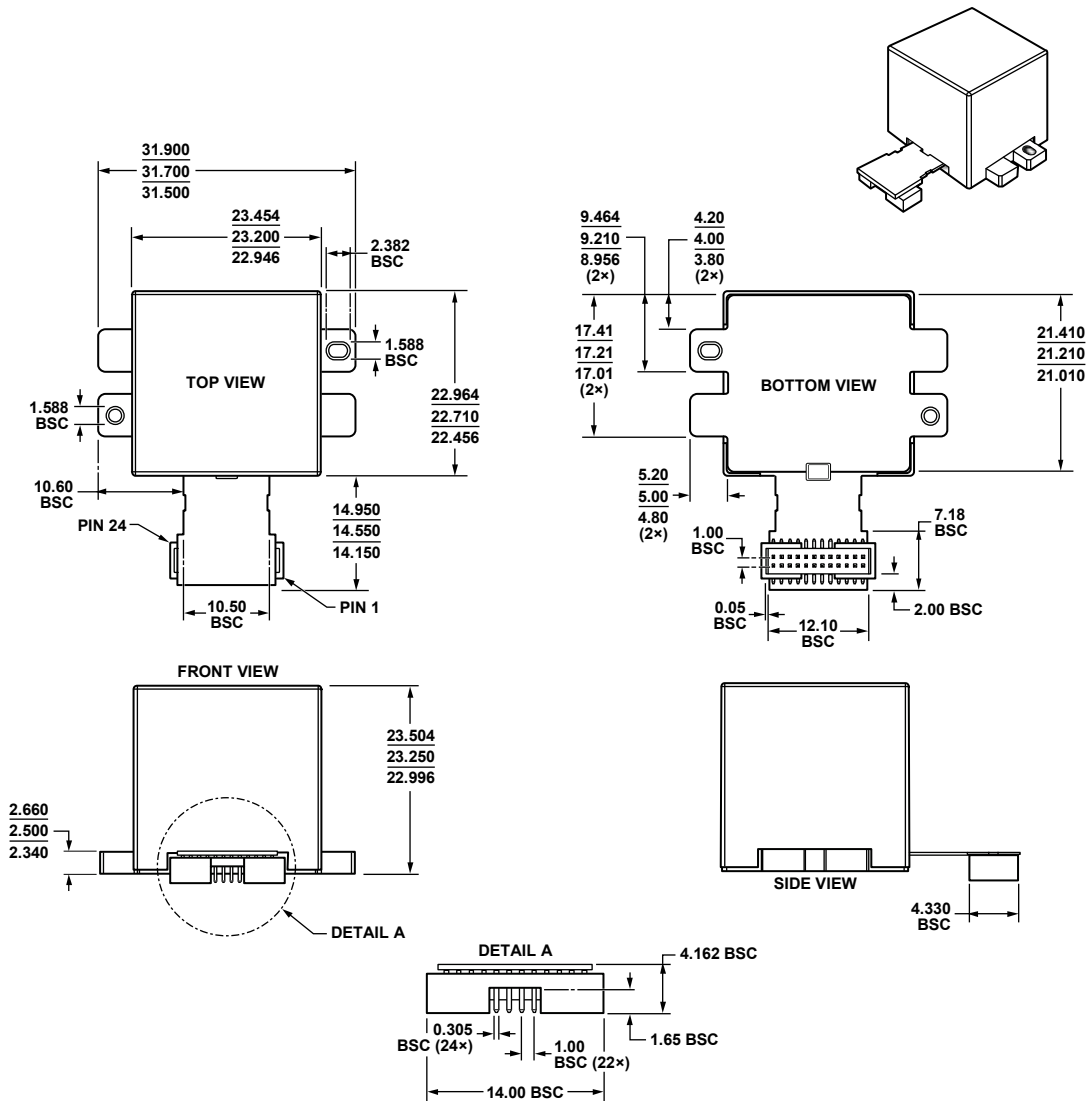 31.900
31.700
31.500
23.454
23.200
22.946
2.382
BSC
1.588
BSC
TOP VIEW
1.588
BSC
22.964
22.710
22.456
10.60
BSC
PIN 24
14.950
14.550
14.150
10.50
BSC
PIN 1
9.464
9.210
8.956
(2×)
4.20
4.00
3.80
(2×)
17.41
17.21
17.01
(2×)
BOTTOM VIEW
21.410
21.210
21.010
5.20
5.00
4.80
(2×)
1.00
BSC
7.18
BSC
0.05
BSC
12.10
BSC
2.00 BSC
FRONT VIEW
23.504
23.250
22.996
2.660
2.500
2.340
DETAIL A
SIDE VIEW
4.330
BSC
DETAIL A
4.162 BSC
0.305
BSC (24×)
1.00
BSC (22×)
1.65 BSC
14.00 BSC